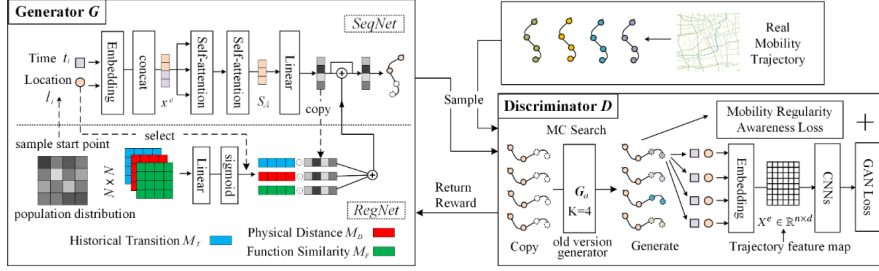 Generator G
SeqNet
Time t_i
Location
l_i
Embedding
concat
x^e
Self-attention
Self-attention
S_A
Linear
copy
sample start point
select
population distribution
N × N
Linear
sigmoid
RegNet
Historical Transition M_T
Physical Distance M_D
Function Similarity M_F
Sample
Return
Reward
Real
Mobility
Trajectory
Discriminator D
MC Search
Mobility Regularity
Awareness Loss
+
G_a
K=4
Copy
old version
generator
Generate
Embedding
X^e ∈ ℝ^{n×d}
Trajectory feature map
CNNs
GAN Loss